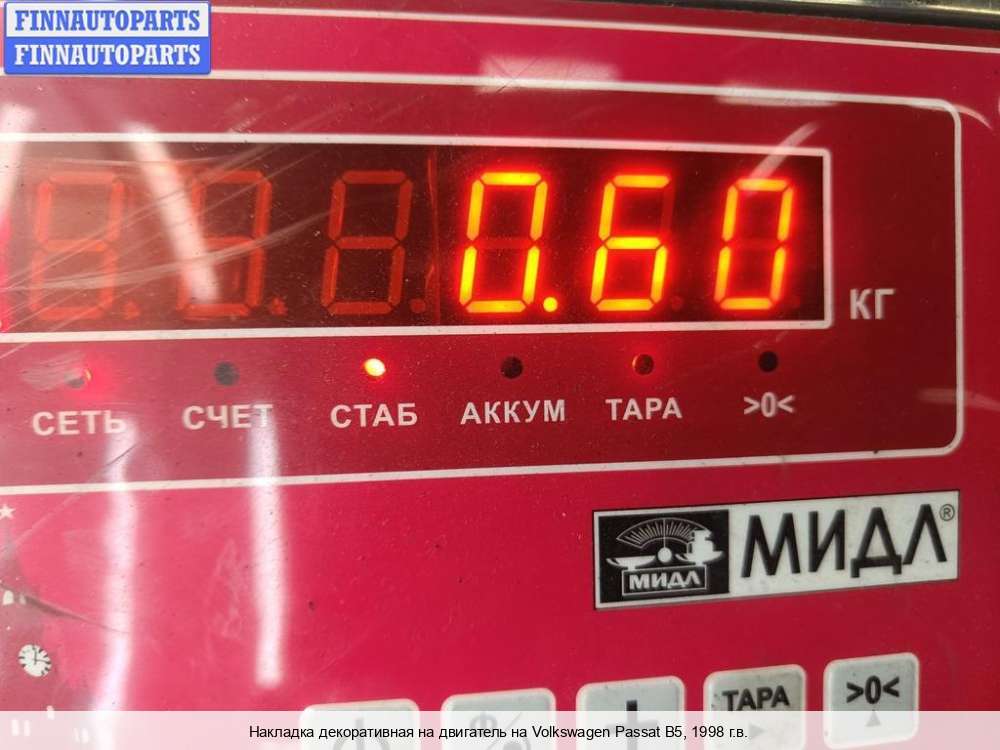 FINNAUTOPARTS
FINNAUTOPARTS
0.60
КГ
СЕТЬ СЧЕТ СТАБ АККУМ ТАРА >0<
МИДЛ МИДЛ®
ТАРА >0<
Накладка декоративная на двигатель на Volkswagen Passat B5, 1998 г.в.